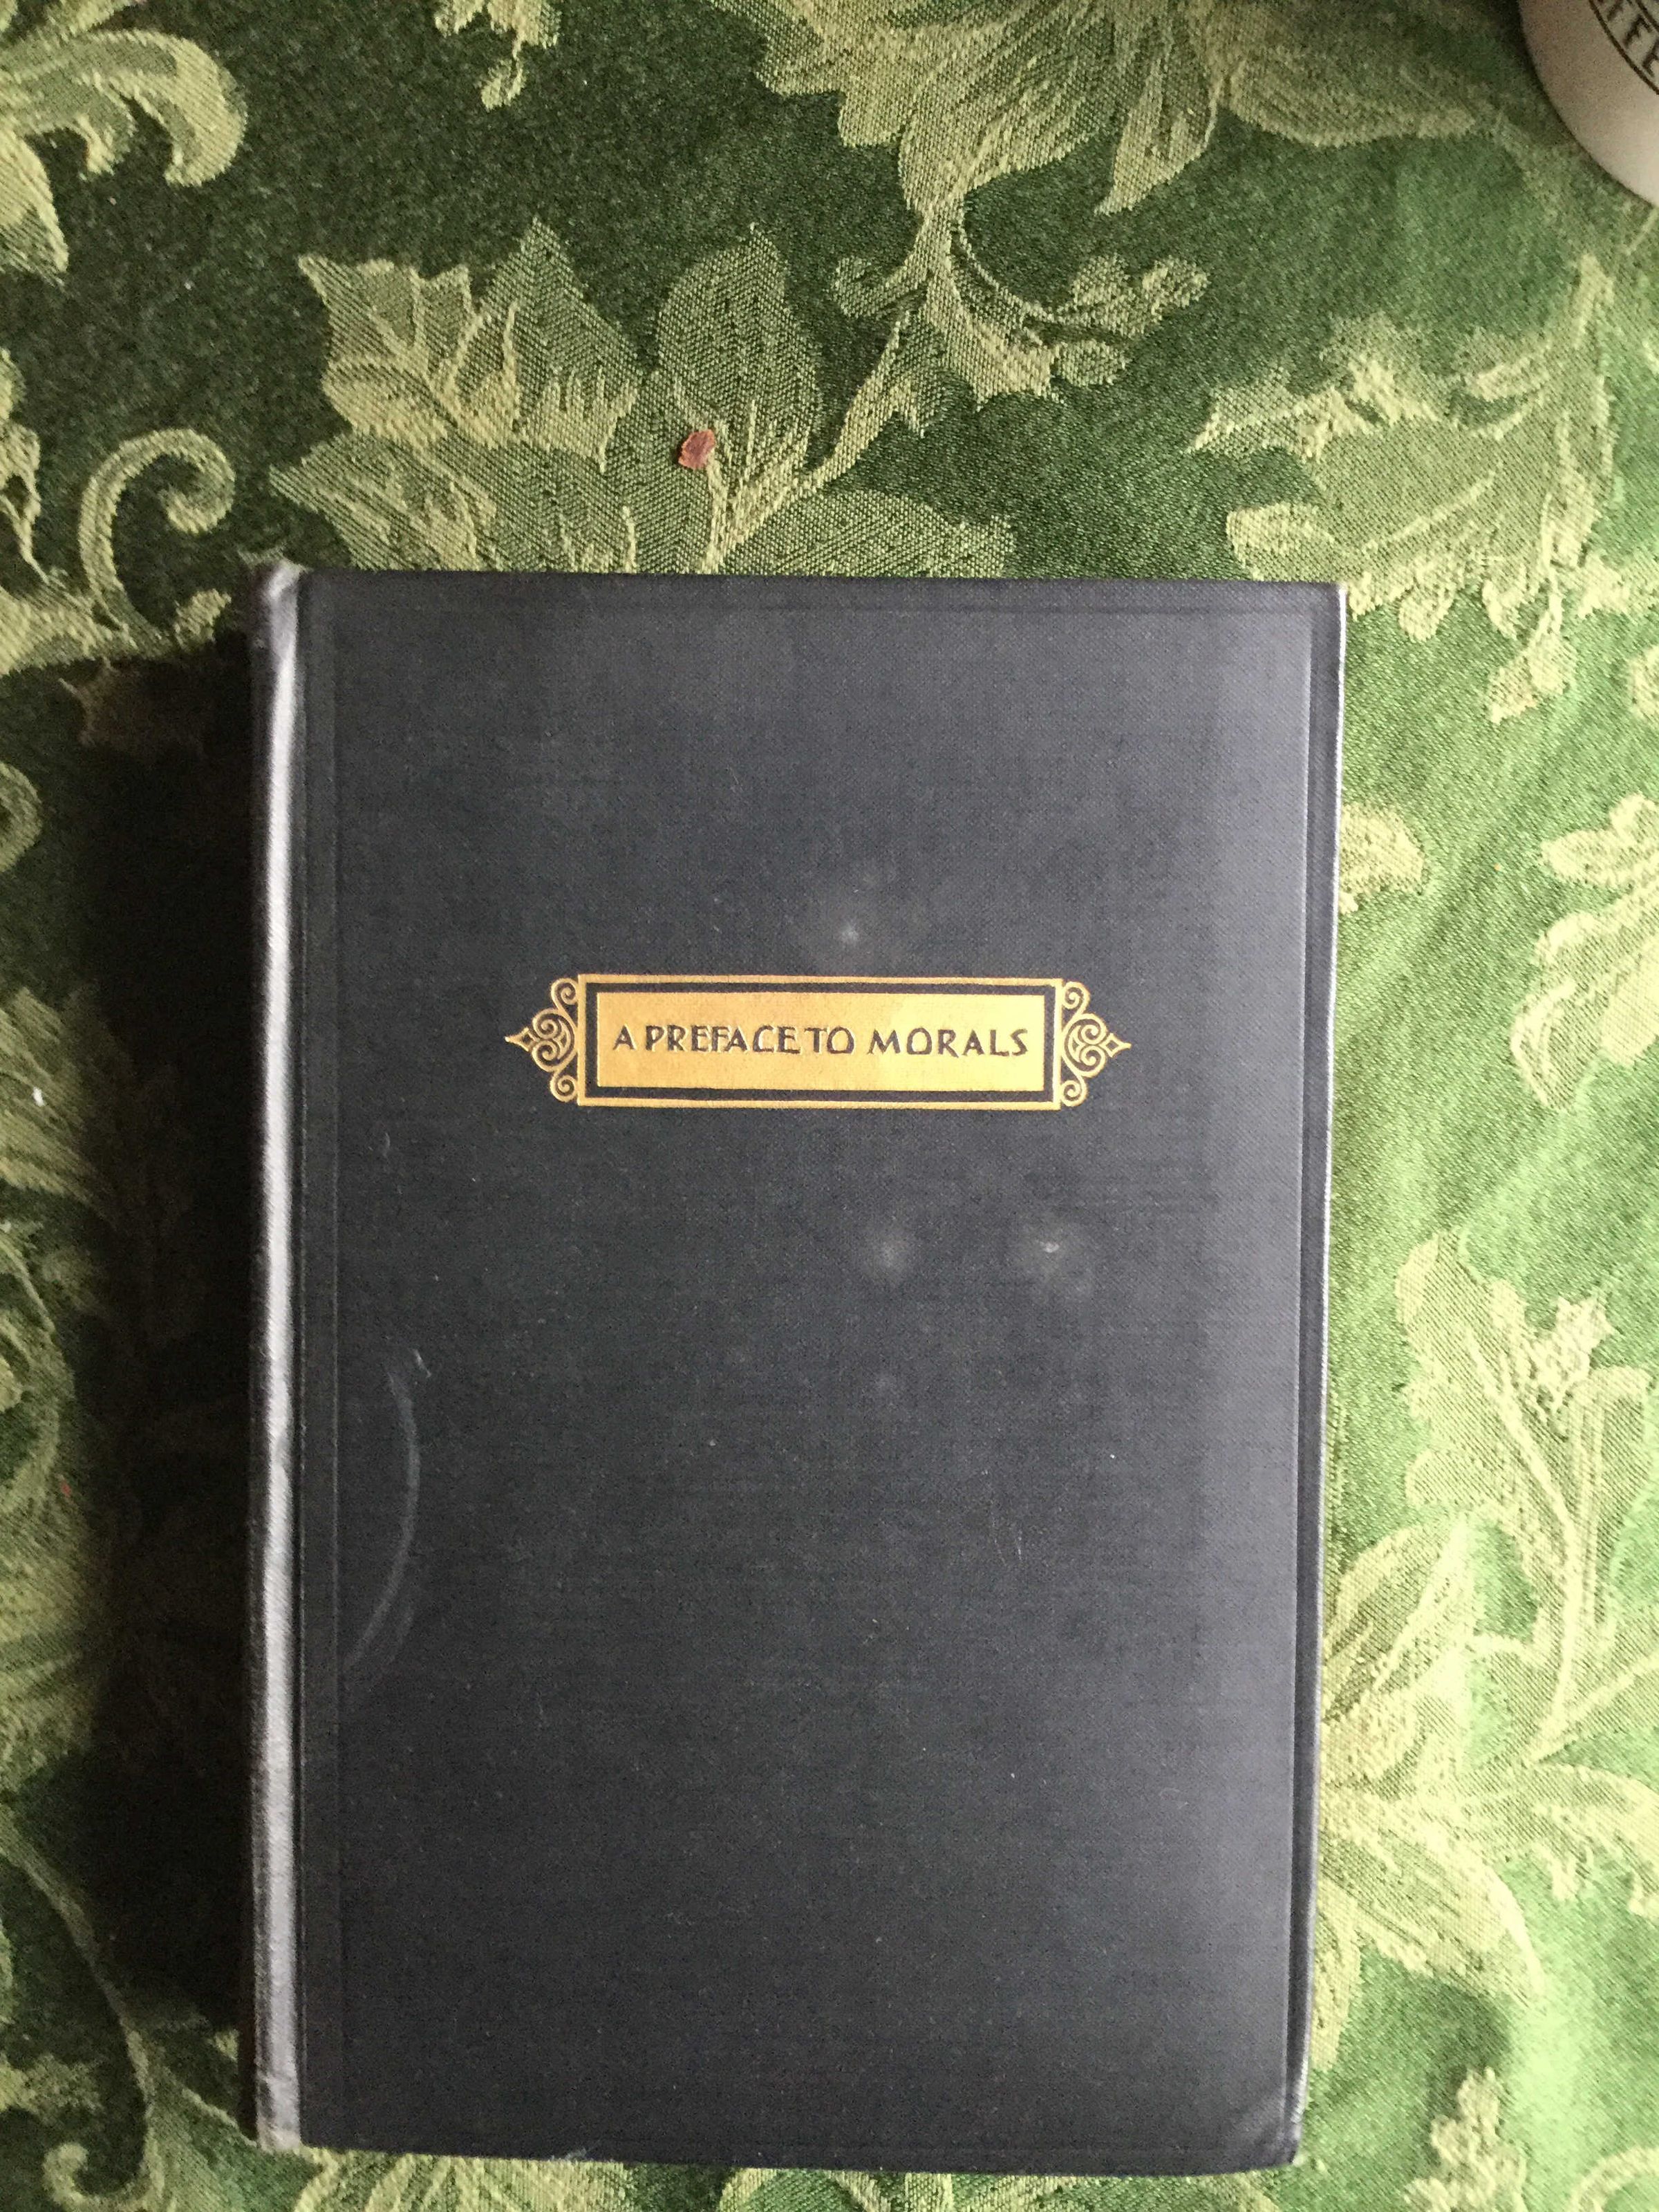 A PREFACE TO MORALS